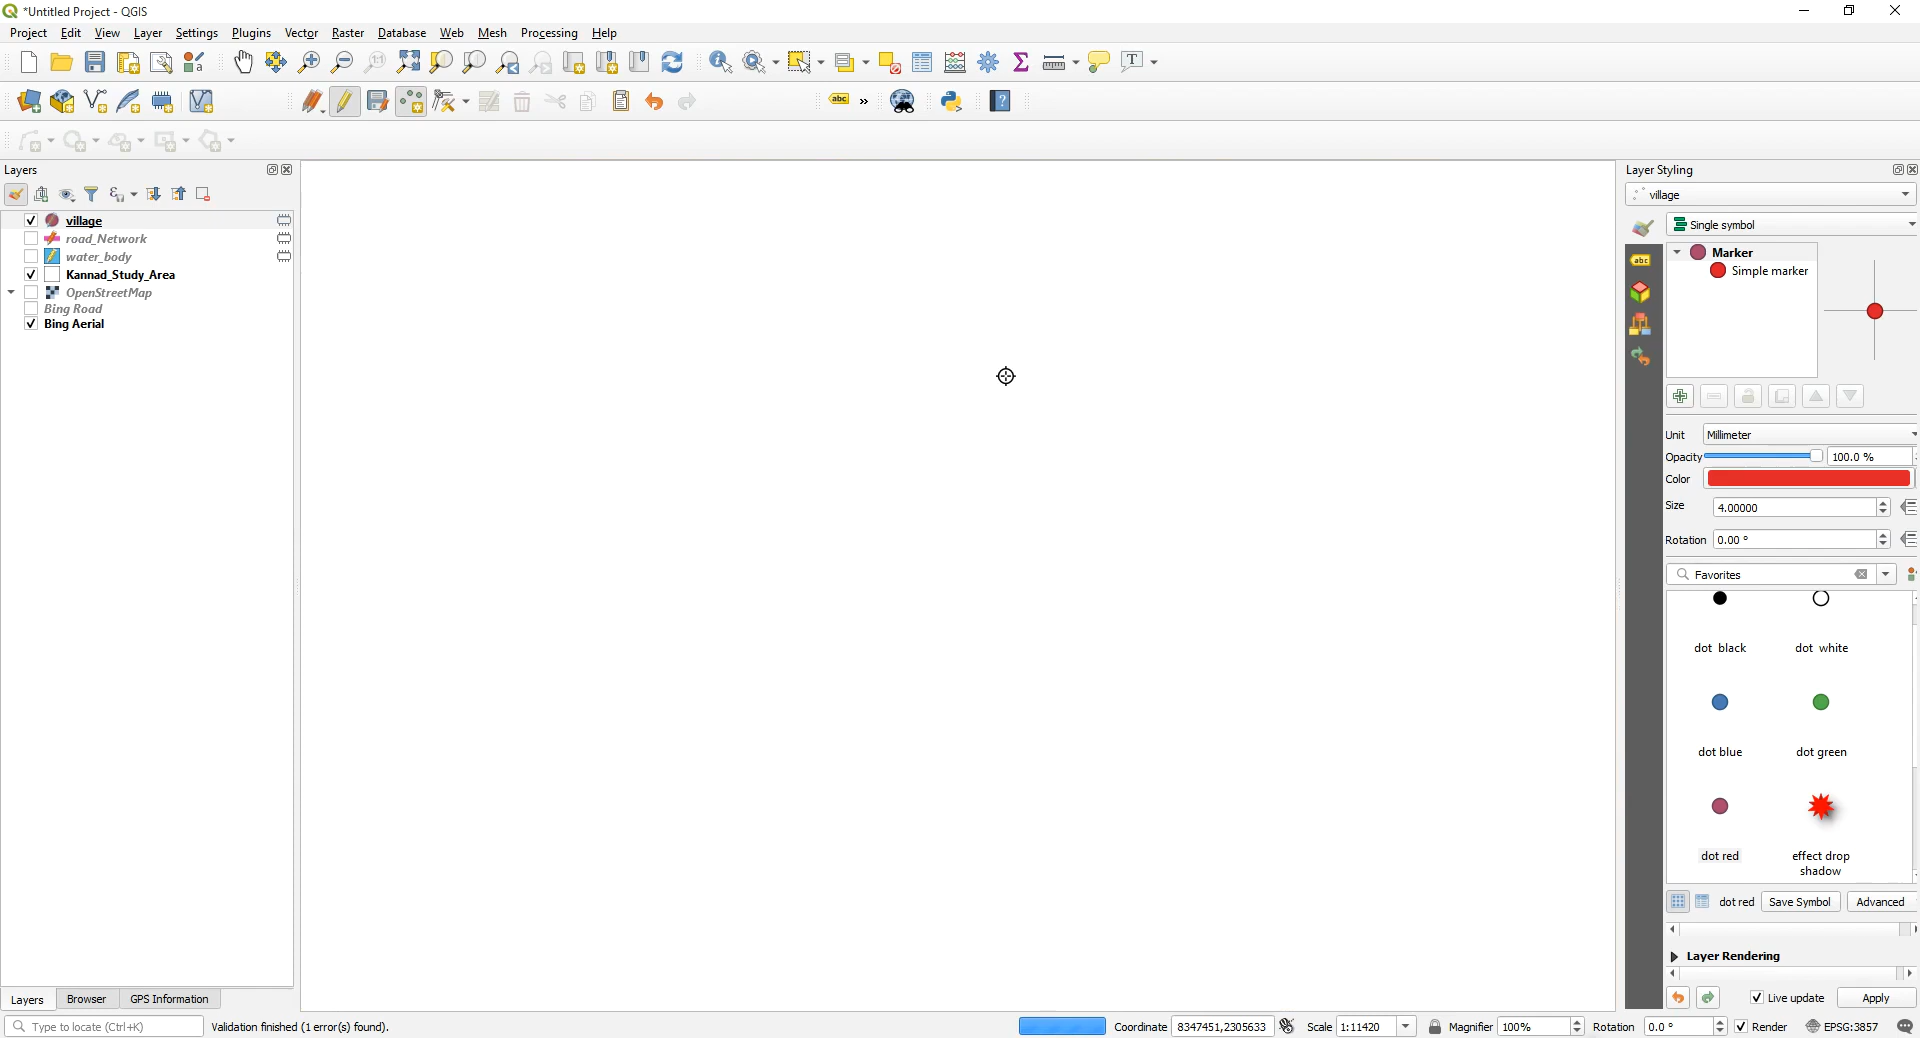 *Untitled Project - QGIS
Project Edit View Layer Settings Plugins Vector Raster Database Web Mesh Processing Help
abc »
Layers
village
road_Network
water_body
Kannad_Study_Area
OpenStreetMap
Bing Road
Bing Aerial
Layers Browser GPS Information
Layer Styling
village
Single symbol
abc
Marker
Simple marker
Unit Millimeter
Opacity 100.0 %
Color
Size 4.00000
Rotation 0.00 °
Favorites
dot black dot white
dot blue dot green
dot red effect drop
shadow
dot red Save Symbol Advanced
Layer Rendering
Live update Apply
Type to locate (Ctrl+K) Validation finished (1 error(s) found). Coordinate 8347451,2305633 Scale 1:11420 Magnifier 100% Rotation 0.0 ° Render EPSG:3857